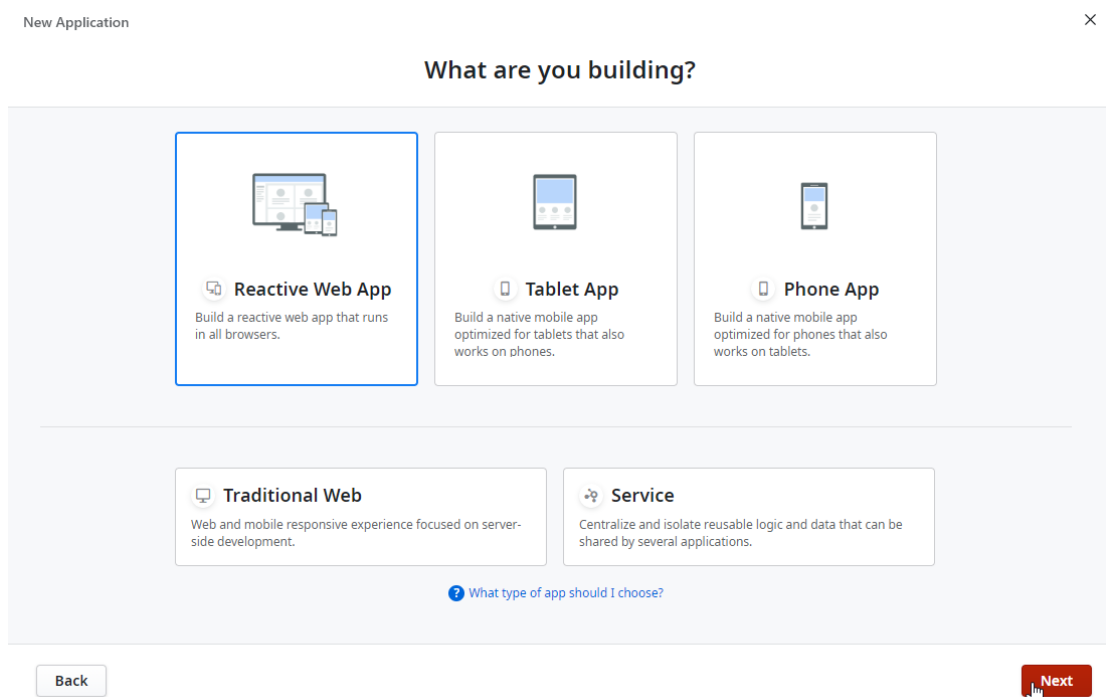 New Application
What are you building?
Reactive Web App
Build a reactive web app that runs
in all browsers.
Tablet App
Build a native mobile app
optimized for tablets that also
works on phones.
Phone App
Build a native mobile app
optimized for phones that also
works on tablets.
Traditional Web
Web and mobile responsive experience focused on server-
side development.
Service
Centralize and isolate reusable logic and data that can be
shared by several applications.
? What type of app should I choose?
Back
Next